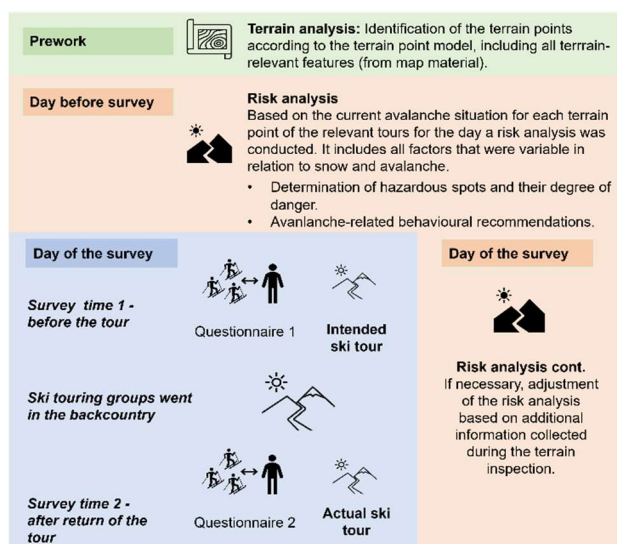 Prework
Terrain analysis: Identification of the terrain points
according to the terrain point model, including all terrrain-
relevant features (from map material).
Day before survey
Risk analysis
Based on the current avalanche situation for each terrain
point of the relevant tours for the day a risk analysis was
conducted. It includes all factors that were variable in
relation to snow and avalanche.
• Determination of hazardous spots and their degree of
danger.
• Avanlanche-related behavioural recommendations.
Day of the survey
Survey time 1 -
before the tour
Questionnaire 1
Intended
ski tour
Ski touring groups went
in the backcountry
Survey time 2 -
after return of the
tour
Questionnaire 2
Actual ski
tour
Day of the survey
Risk analysis cont.
If necessary, adjustment
of the risk analysis
based on additional
information collected
during the terrain
inspection.